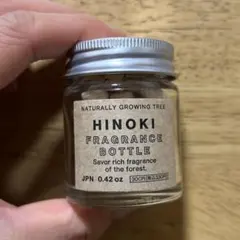 NATURALLY GROWING TREE
HINOKI
FRAGRANCE
BOTTLE
Savor rich fragrance
of the forest.
JPN 0.42 oz